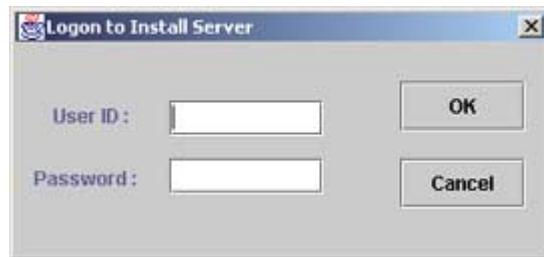 Logon to Install Server
User ID :
OK
Password :
Cancel